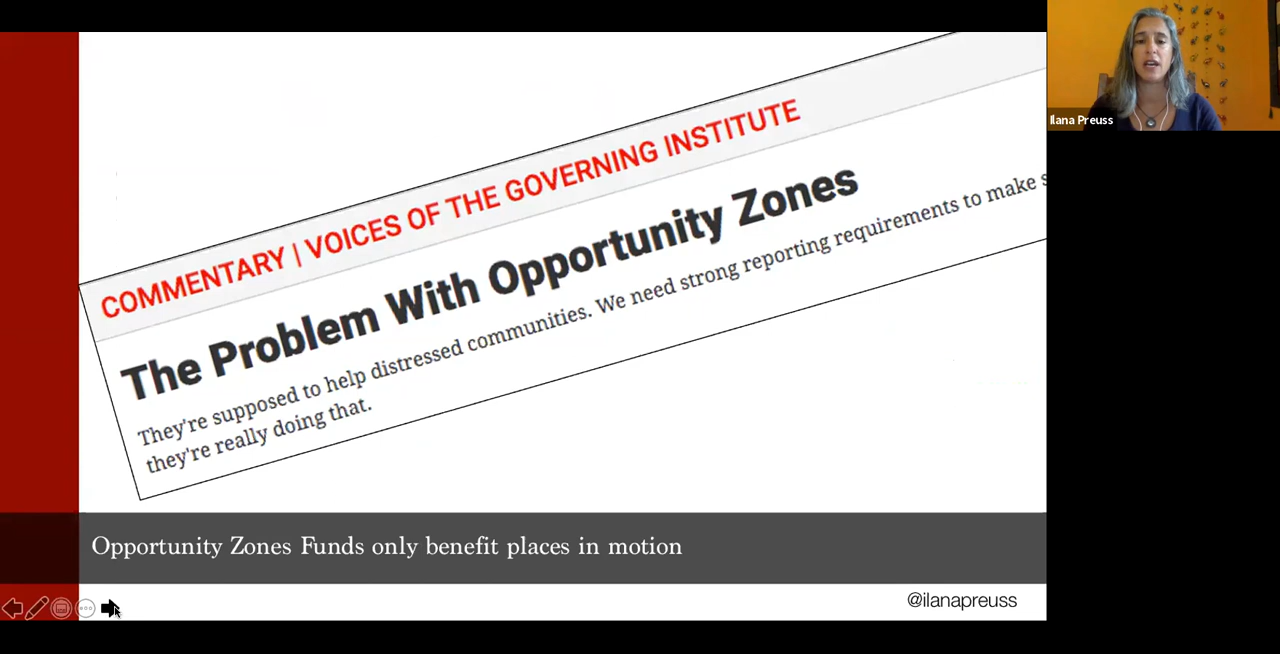 COMMENTARY | VOICES OF THE GOVERNING INSTITUTE
The Problem With Opportunity Zones
They're supposed to help distressed communities. We need strong reporting requirements to make
they're really doing that.
Opportunity Zones Funds only benefit places in motion
@ilanapreuss
Ilana Preuss